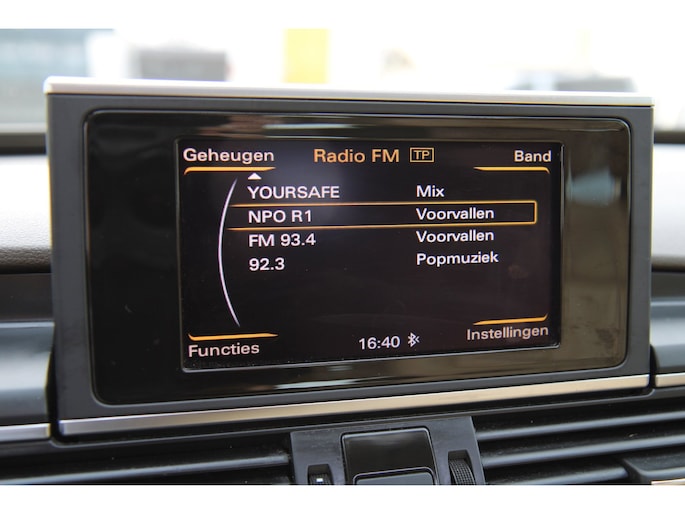 Geheugen Radio FM TP Band
YOURSAFE Mix
NPO R1 Voorvallen
FM 93.4 Voorvallen
92.3 Popmuziek
Functies 16:40 Instellingen